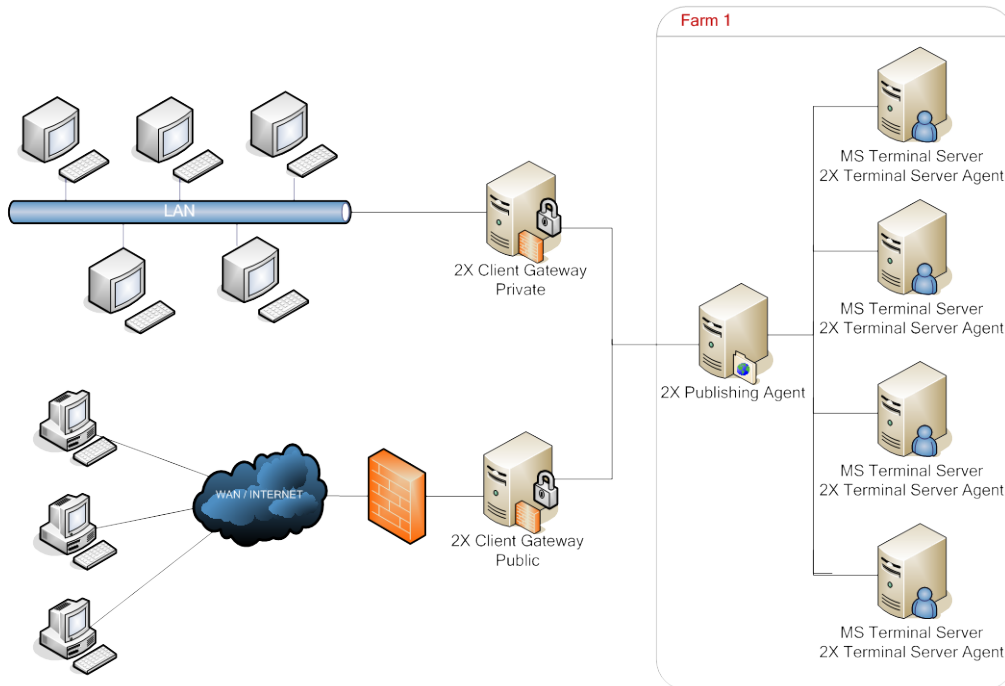 Farm 1
LAN
2X Client Gateway
Private
MS Terminal Server
2X Terminal Server Agent
MS Terminal Server
2X Terminal Server Agent
2X Publishing Agent
WAN / INTERNET
2X Client Gateway
Public
MS Terminal Server
2X Terminal Server Agent
MS Terminal Server
2X Terminal Server Agent